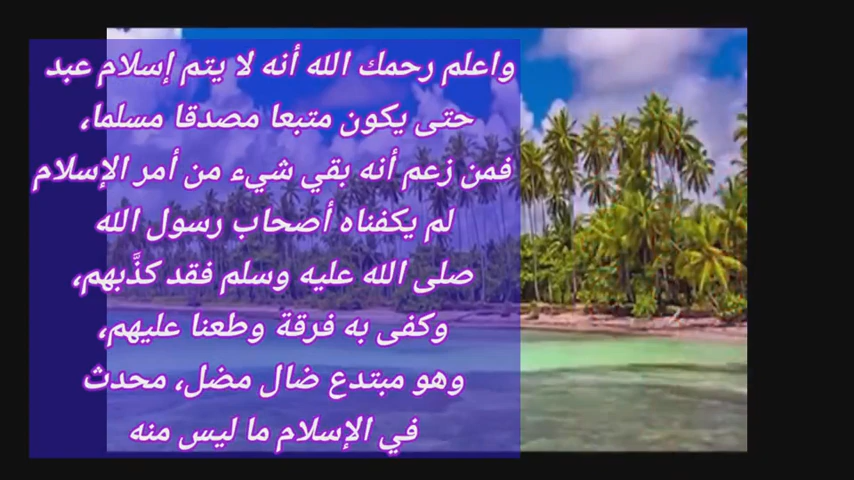 واعلم رحمك الله أنه لا يتم إسلام عبد
حتى يكون متبعا مصدقا مسلما،
فمن زعم أنه بقي شيء من أمر الإسلام
لم يكفناه أصحاب رسول الله
صلى الله عليه وسلم فقد كذَّبهم،
وكفى به فرقة وطعنا عليهم،
وهو مبتدع ضال مضل، محدث
في الإسلام ما ليس منه